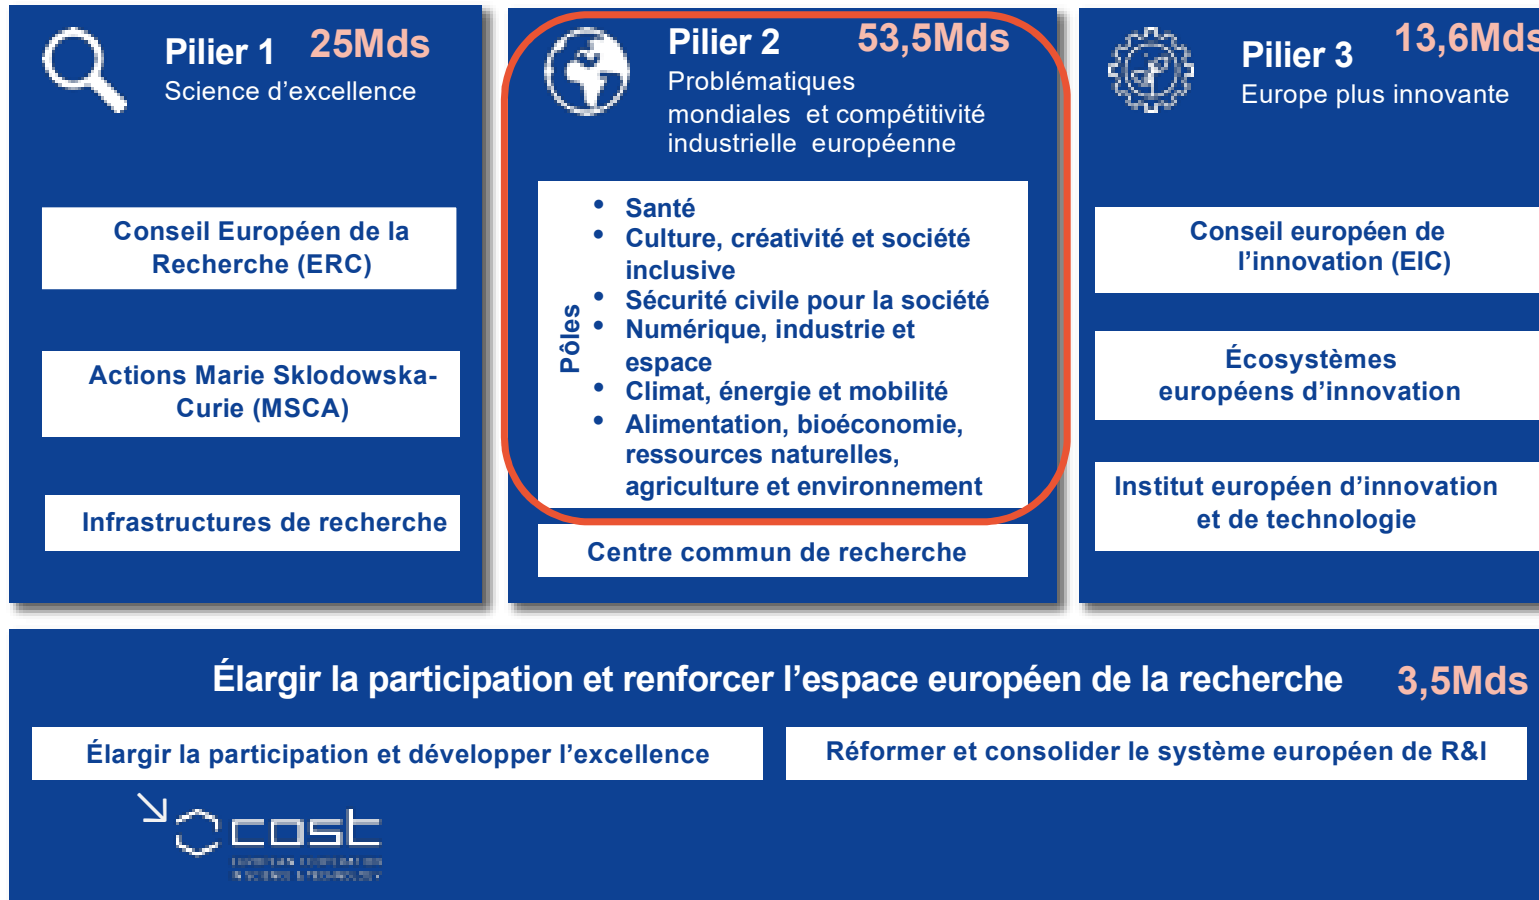 Pilier 1 25Mds
Science d’excellence
Conseil Européen de la
Recherche (ERC)
Actions Marie Sklodowska-
Curie (MSCA)
Infrastructures de recherche
Pilier 2 53,5Mds
Problématiques
mondiales et compétitivité
industrielle européenne
Pôles
• Santé
• Culture, créativité et société
inclusive
• Sécurité civile pour la société
• Numérique, industrie et
espace
• Climat, énergie et mobilité
• Alimentation, bioéconomie,
ressources naturelles,
agriculture et environnement
Centre commun de recherche
Pilier 3 13,6Mds
Europe plus innovante
Conseil européen de
l’innovation (EIC)
Écosystèmes
européens d’innovation
Institut européen d’innovation
et de technologie
Élargir la participation et renforcer l’espace européen de la recherche 3,5Mds
Élargir la participation et développer l’excellence
Réformer et consolider le système européen de R&I
cost
EUROPEAN COOPERATION
IN SCIENCE & TECHNOLOGY